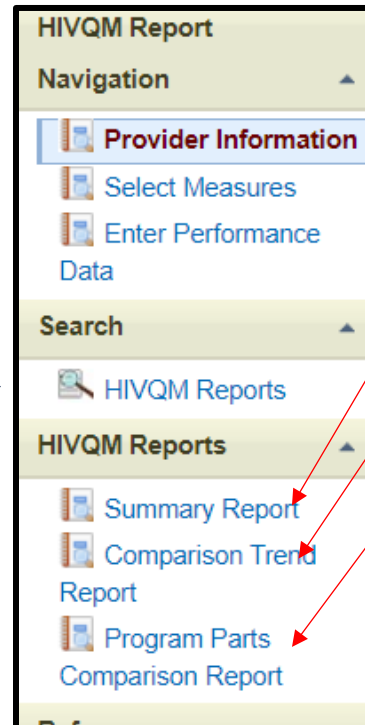 HIVQM Report
Navigation
Provider Information
Select Measures
Enter Performance
Data
Search
HIVQM Reports
HIVQM Reports
Summary Report
Comparison Trend
Report
Program Parts
Comparison Report